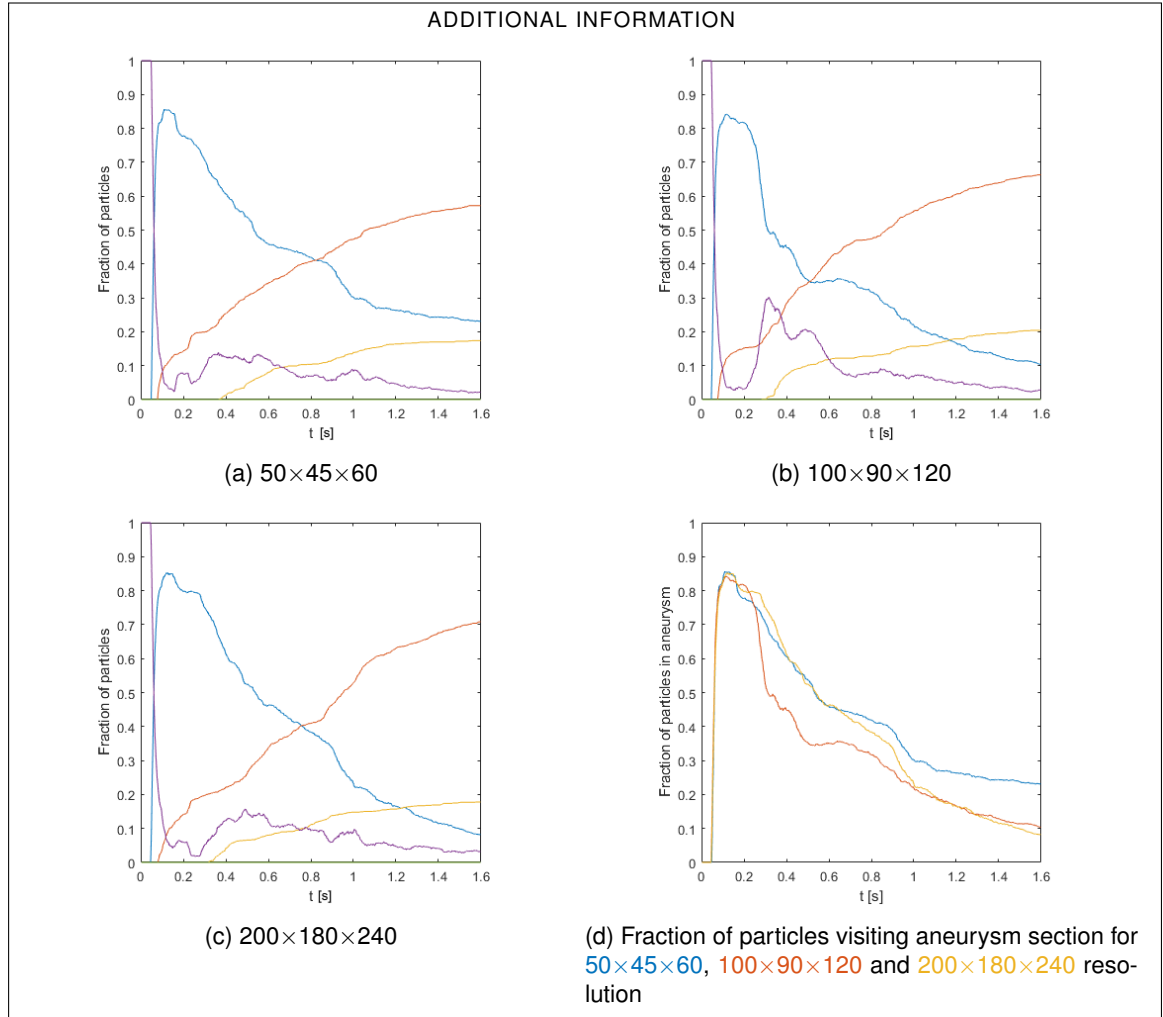 ADDITIONAL INFORMATION
1
0.9
0.8
0.7
0.6
0.5
0.4
0.3
0.2
0.1
0
Fraction of particles
0 0.2 0.4 0.6 0.8 1 1.2 1.4 1.6
t [s]
(a) 50×45×60
1
0.9
0.8
0.7
0.6
0.5
0.4
0.3
0.2
0.1
0
Fraction of particles
0 0.2 0.4 0.6 0.8 1 1.2 1.4 1.6
t [s]
(b) 100×90×120
1
0.9
0.8
0.7
0.6
0.5
0.4
0.3
0.2
0.1
0
Fraction of particles
0 0.2 0.4 0.6 0.8 1 1.2 1.4 1.6
t [s]
(c) 200×180×240
1
0.9
0.8
0.7
0.6
0.5
0.4
0.3
0.2
0.1
0
Fraction of particles in aneurysm
0 0.2 0.4 0.6 0.8 1 1.2 1.4 1.6
t [s]
(d) Fraction of particles visiting aneurysm section for
50×45×60, 100×90×120 and 200×180×240 reso-
lution